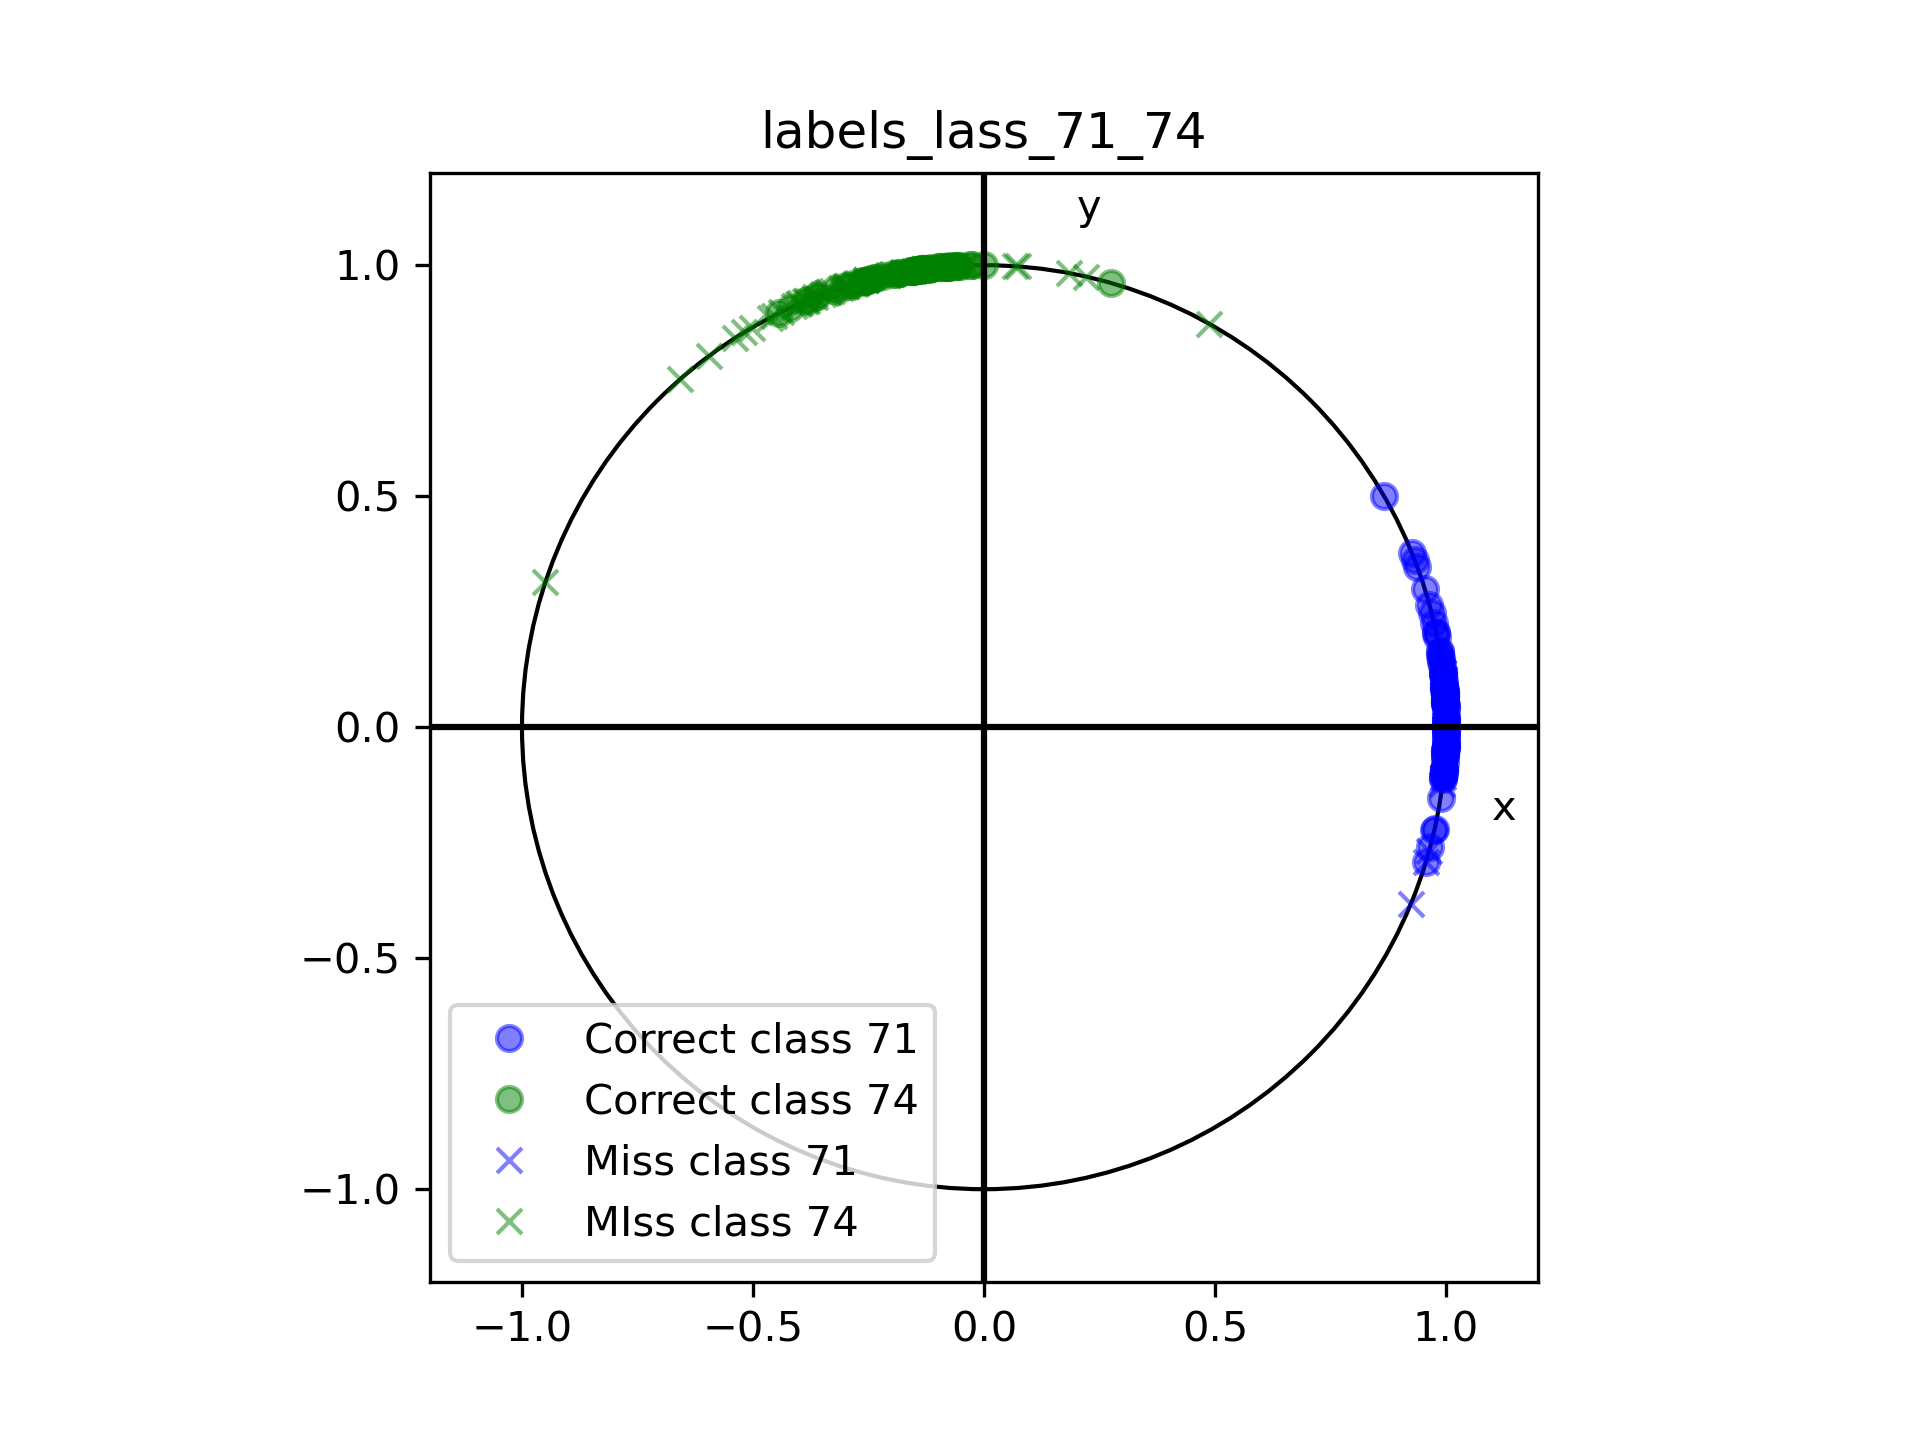 labels_lass_71_74
y
1.0
0.5
0.0
x
−0.5
−1.0
Correct class 71
Correct class 74
Miss class 71
MIss class 74
−1.0 −0.5 0.0 0.5 1.0